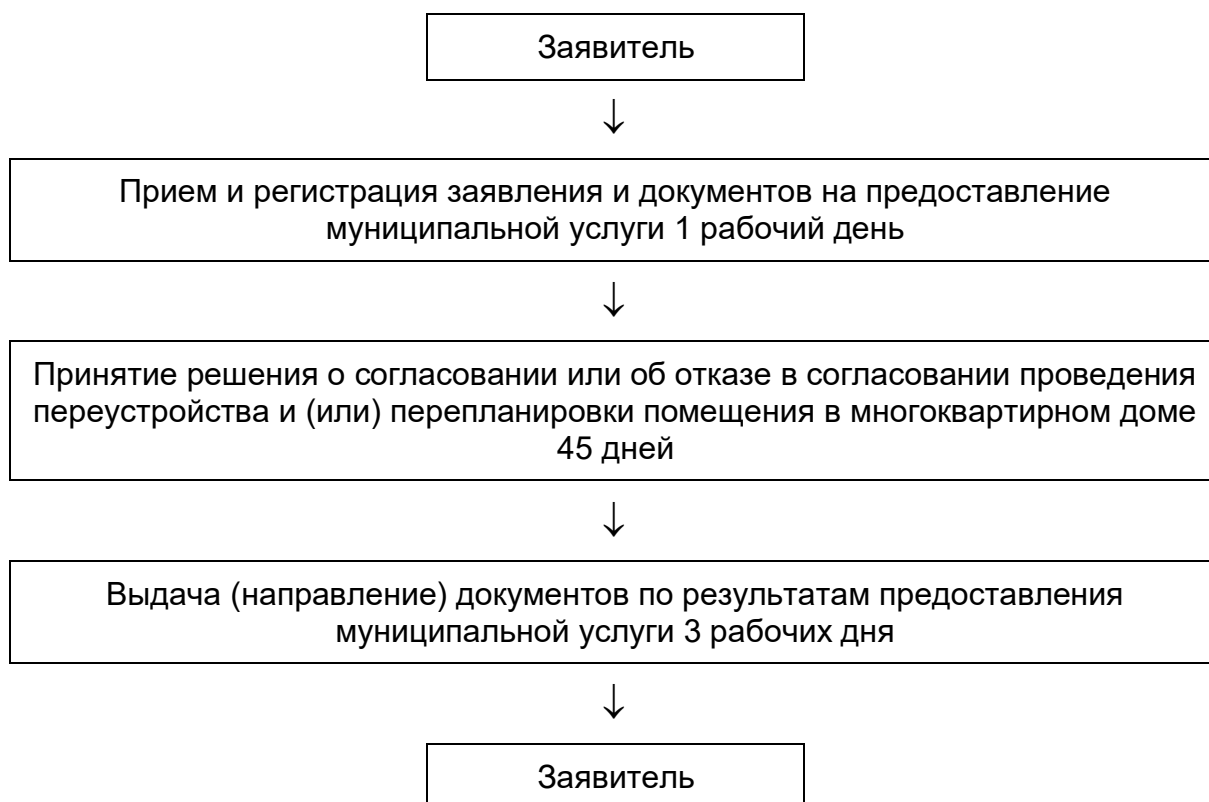 Заявитель
↓
Прием и регистрация заявления и документов на предоставление
муниципальной услуги 1 рабочий день
↓
Принятие решения о согласовании или об отказе в согласовании проведения
переустройства и (или) перепланировки помещения в многоквартирном доме
45 дней
↓
Выдача (направление) документов по результатам предоставления
муниципальной услуги 3 рабочих дня
↓
Заявитель